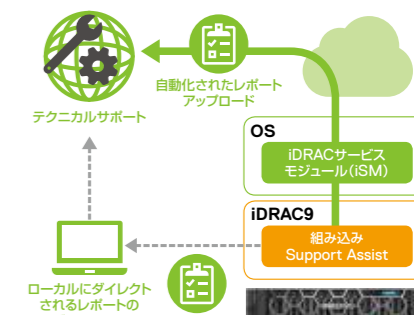 自動化されたレポート
アップロード
テクニカルサポート
OS
iDRACサービス
モジュール(iSM)
iDRAC9
組み込み
Support Assist
ローカルにダイレクト
されるレポートの